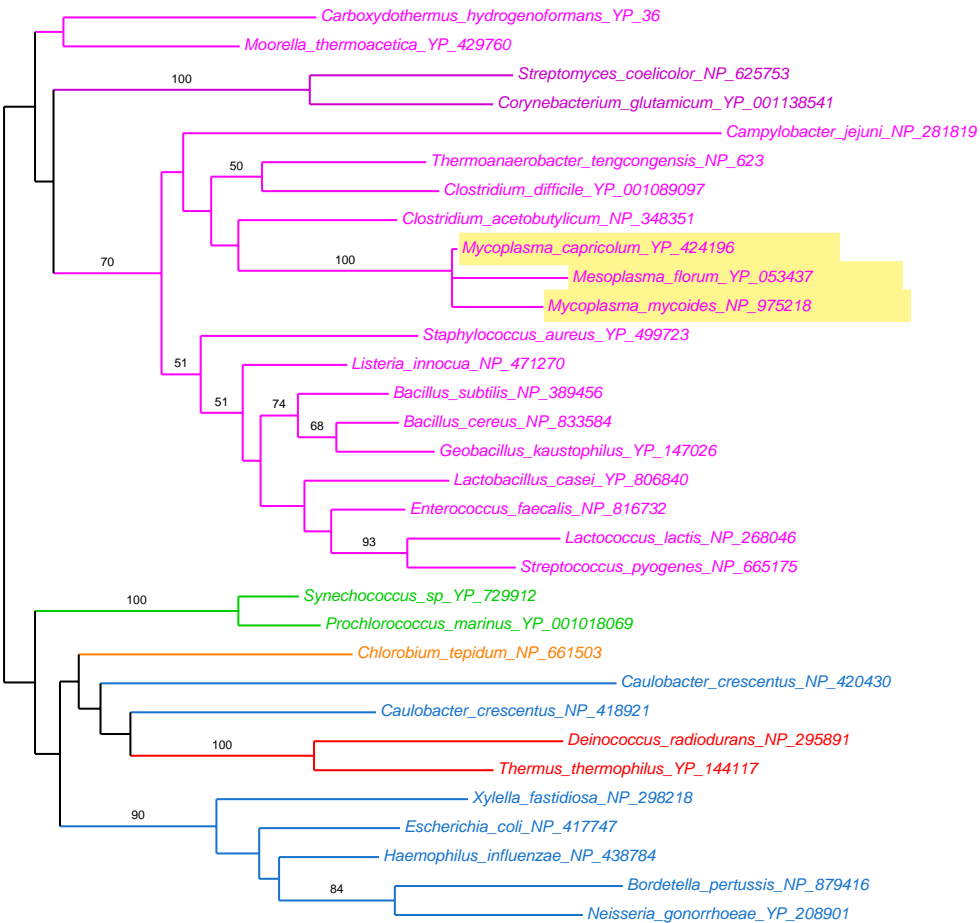 Carboxydothermus_hydrogenoformans_YP_36
Moorella_thermoacetica_YP_429760
100
Streptomyces_coelicolor_NP_625753
Corynebacterium_glutamicum_YP_001138541
Campylobacter_jejuni_NP_281819
50
Thermoanaerobacter_tengcongensis_NP_623
Clostridium_difficile_YP_001089097
Clostridium_acetobutylicum_NP_348351
Mycoplasma_capricolum_YP_424196
70
100
Mesoplasma_florum_YP_053437
Mycoplasma_mycoides_NP_975218
Staphylococcus_aureus_YP_499723
51
Listeria_innocua_NP_471270
51
74
Bacillus_subtilis_NP_389456
Bacillus_cereus_NP_833584
68
Geobacillus_kaustophilus_YP_147026
Lactobacillus_casei_YP_806840
Enterococcus_faecalis_NP_816732
93
Lactococcus_lactis_NP_268046
Streptococcus_pyogenes_NP_665175
100
Synechococcus_sp_YP_729912
Prochlorococcus_marinus_YP_001018069
Chlorobium_tepidum_NP_661503
Caulobacter_crescentus_NP_420430
Caulobacter_crescentus_NP_418921
100
Deinococcus_radiodurans_NP_295891
Thermus_thermophilus_YP_144117
Xylella_fastidiosa_NP_298218
90
Escherichia_coli_NP_417747
Haemophilus_influenzae_NP_438784
84
Bordetella_pertussis_NP_879416
Neisseria_gonorrhoeae_YP_208901